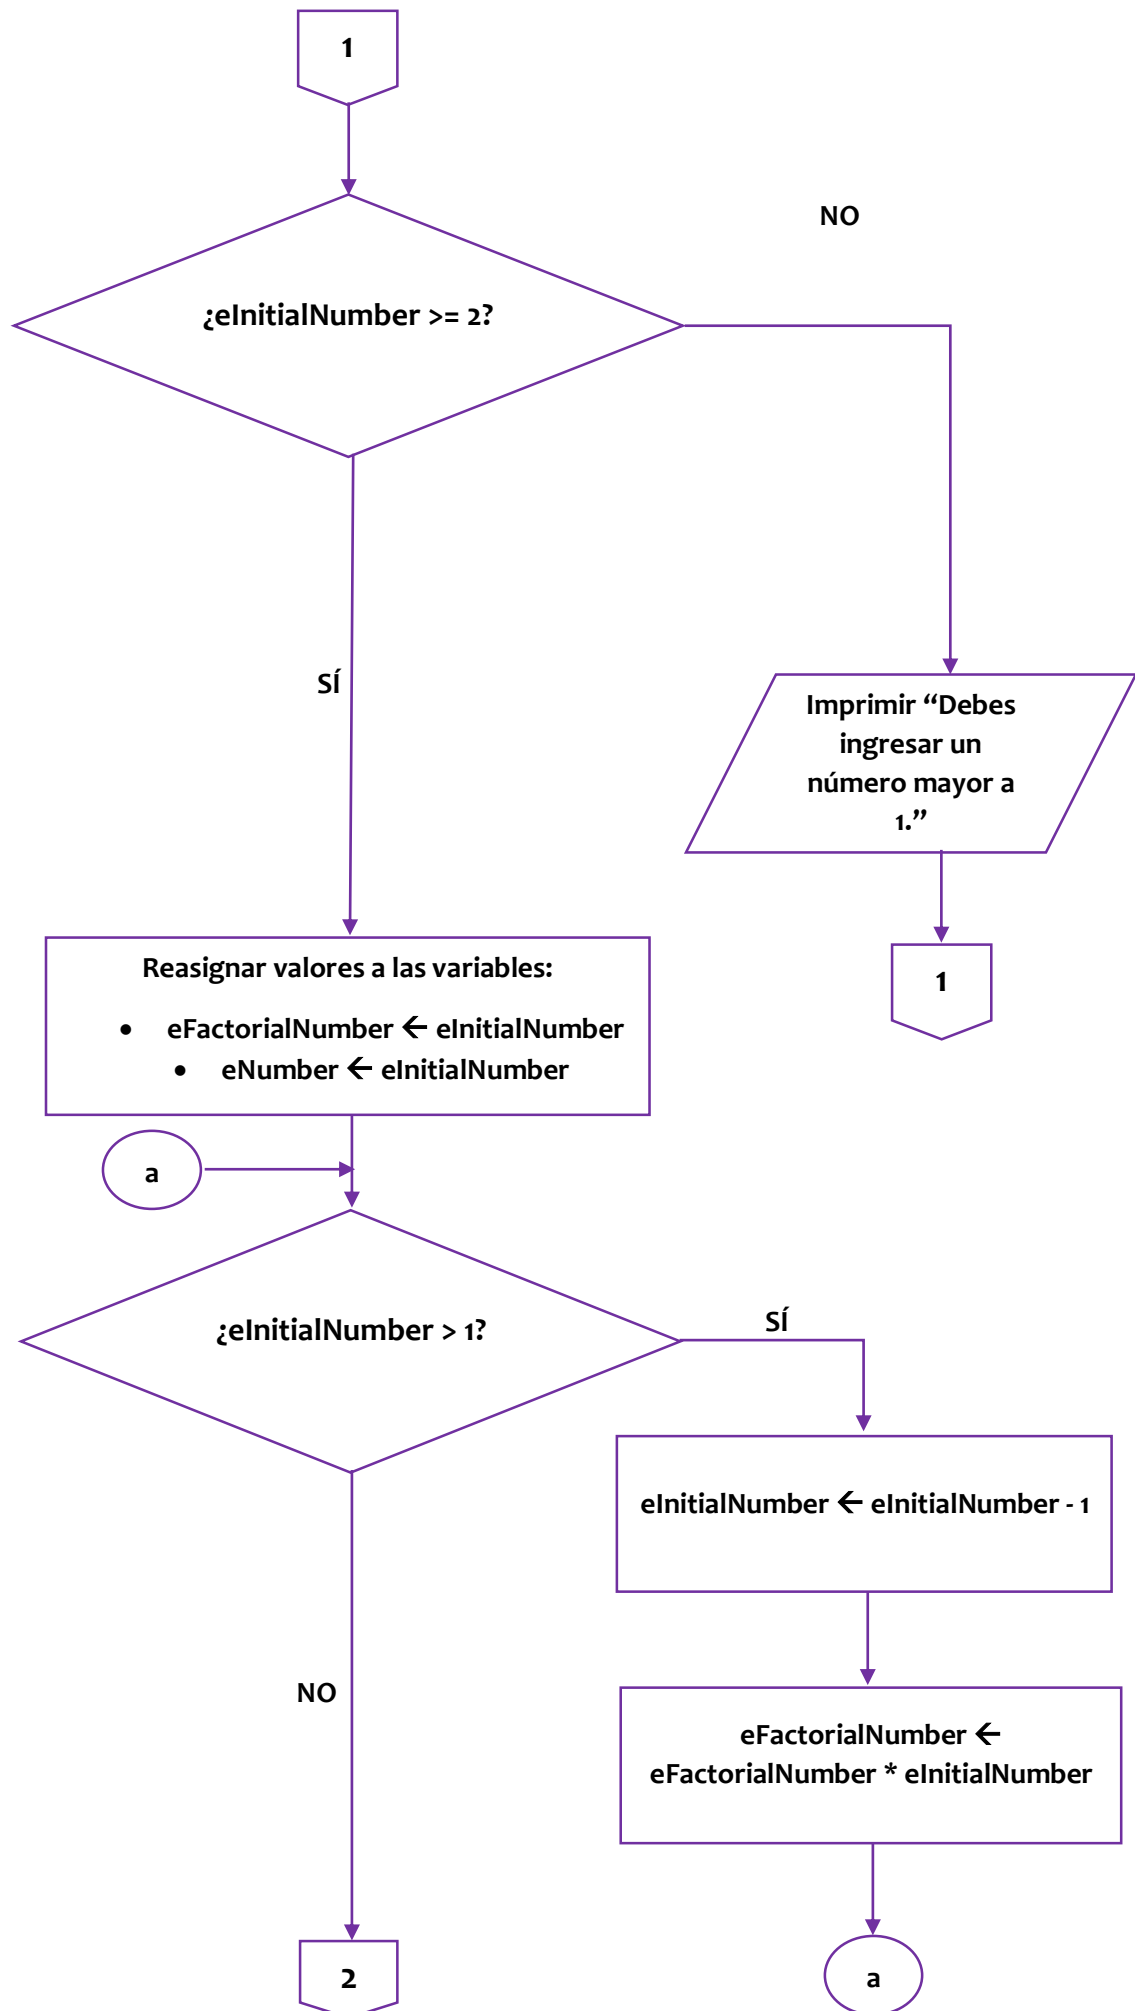 1
NO
¿eInitialNumber >= 2?
SÍ
Imprimir “Debes
ingresar un
número mayor a
1.”
1
Reasignar valores a las variables:
• eFactorialNumber ← eInitialNumber
• eNumber ← eInitialNumber
a
¿eInitialNumber > 1?
SÍ
eInitialNumber ← eInitialNumber - 1
NO
eFactorialNumber ←
eFactorialNumber * eInitialNumber
2
a